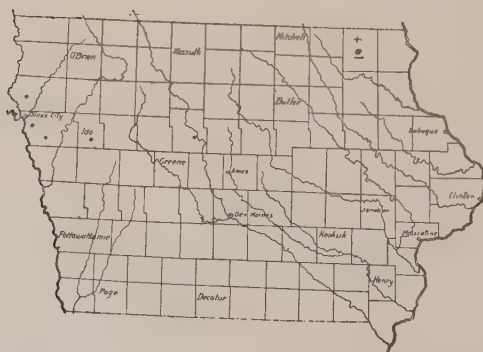 Mitchell
Kossuth
O'Brien
+
Butler
Sioux City
Ida
Dubuque
Greene
Ames
Clinton
Jowa
Des Moines
Muscatine
Keokuk
Pottawattamie
Henry
Page
Decatur